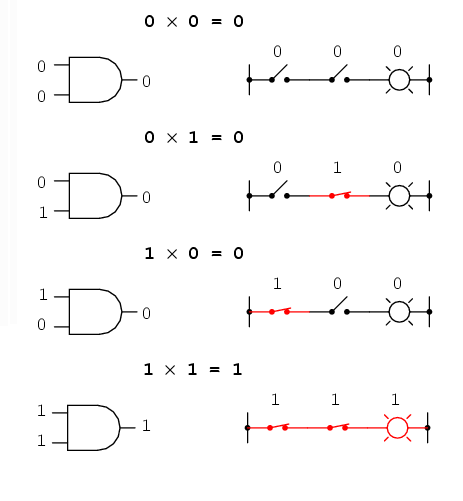 0 × 0 = 0
0 0 0
0 0
0
0 × 1 = 0
0 1 0
0 0
1
1 × 0 = 0
1 0 0
1 0
0
1 × 1 = 1
1 1 1
1 1
1